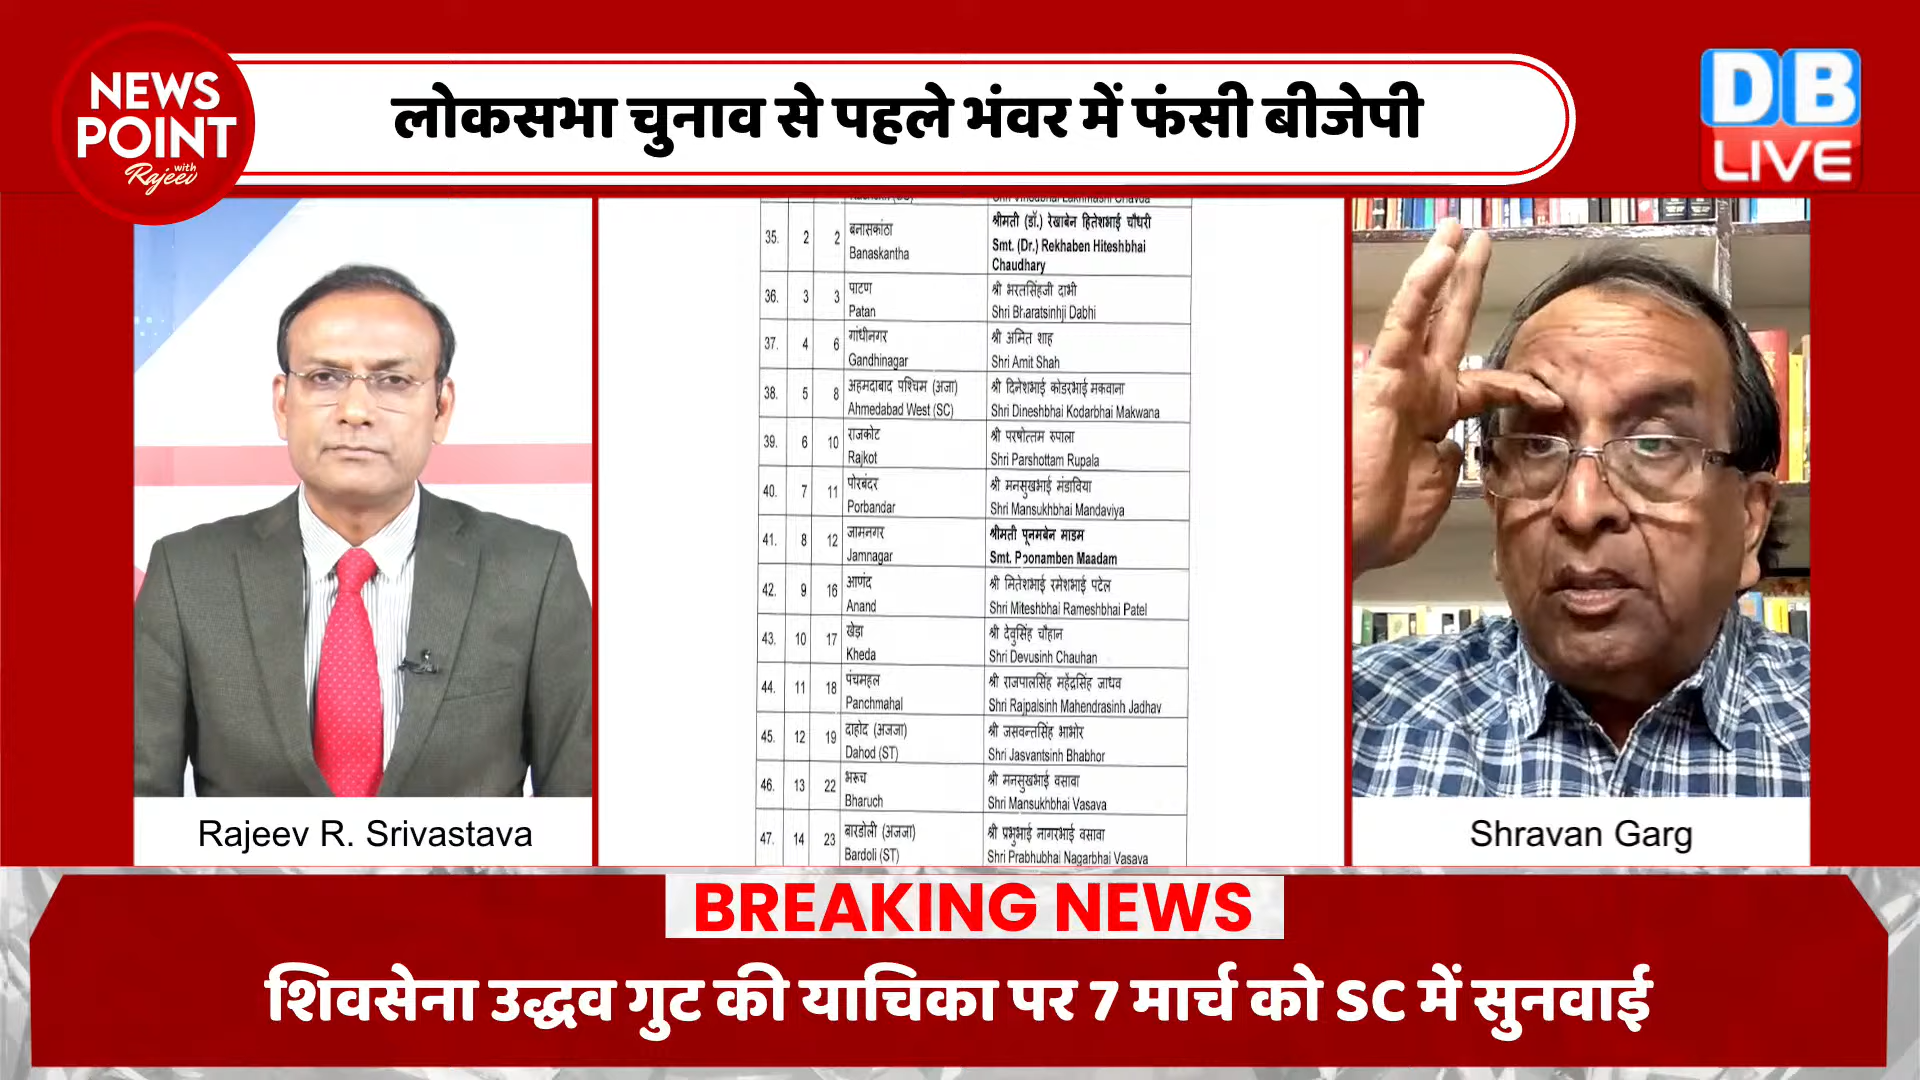 NEWS
POINT
with
Rajeev
लोकसभा चुनाव से पहले भंवर में फंसी बीजेपी
DB
LIVE
35. 2 2 बनासकांठा श्रीमती (डॉ.) रेखाबेन हितेशभाई चौधरी
Banaskantha Smt. (Dr.) Rekhaben Hiteshbhai
Chaudhary
36. 3 3 पाटण श्री भरतसिंहजी दाभी
Patan Shri Bharatsinhji Dabhi
37. 4 6 गांधीनगर श्री अमित शाह
Gandhinagar Shri Amit Shah
38. 5 8 अहमदाबाद पश्चिम (अजा) श्री दिनेशभाई कोडरभाई मकवाना
Ahmedabad West (SC) Shri Dineshbhai Kodarbhai Makwana
39. 6 10 राजकोट श्री परषोत्तम रुपाला
Rajkot Shri Parshottam Rupala
40. 7 11 पोरबंदर श्री मनसुखभाई मंडाविया
Porbandar Shri Mansukhbhai Mandaviya
41. 8 12 जामनगर श्रीमती पूनमबेन माडम
Jamnagar Smt. Poonamben Maadam
42. 9 16 आणंद श्री मितेशभाई रमेशभाई पटेल
Anand Shri Miteshbhai Rameshbhai Patel
43. 10 17 खेड़ा श्री देवुसिंह चौहान
Kheda Shri Devusinh Chauhan
44. 11 18 पंचमहल श्री राजपालसिंह महेंद्रसिंह जाधव
Panchmahal Shri Rajpalsinh Mahendrasinh Jadhav
45. 12 19 दाहोद (अजजा) श्री जसवन्तसिंह भाभोर
Dahod (ST) Shri Jasvantsinh Bhabhor
46. 13 22 भरूच श्री मनसुखभाई वसावा
Bharuch Shri Mansukhbhai Vasava
47. 14 23 बारडोली (अजजा) श्री प्रभुभाई नागरभाई वसावा
Bardoli (ST) Shri Prabhubhai Nagarbhai Vasava
Rajeev R. Srivastava
Shravan Garg
BREAKING NEWS
शिवसेना उद्धव गुट की याचिका पर 7 मार्च को SC में सुनवाई